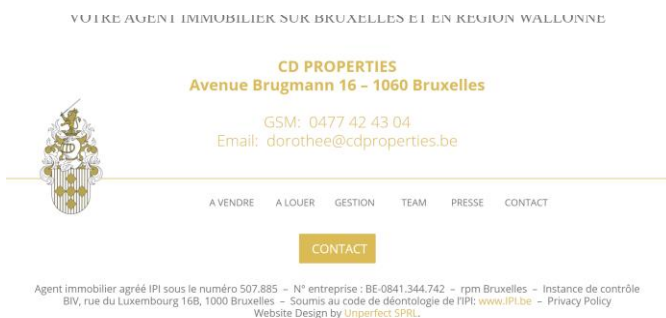 VOTRE AGENT IMMOBILIER SUR BRUXELLES ET EN REGION WALLONNE
CD PROPERTIES
Avenue Brugmann 16 – 1060 Bruxelles
GSM: 0477 42 43 04
Email: dorothee@cdproperties.be
A VENDRE A LOUER GESTION TEAM PRESSE CONTACT
CONTACT
Agent immobilier agréé IPI sous le numéro 507.885 – N° entreprise : BE-0841.344.742 – rpm Bruxelles – Instance de contrôle
BIV, rue du Luxembourg 16B, 1000 Bruxelles – Soumis au code de déontologie de l'IPI: www.IPI.be – Privacy Policy
Website Design by Unperfect SPRL.